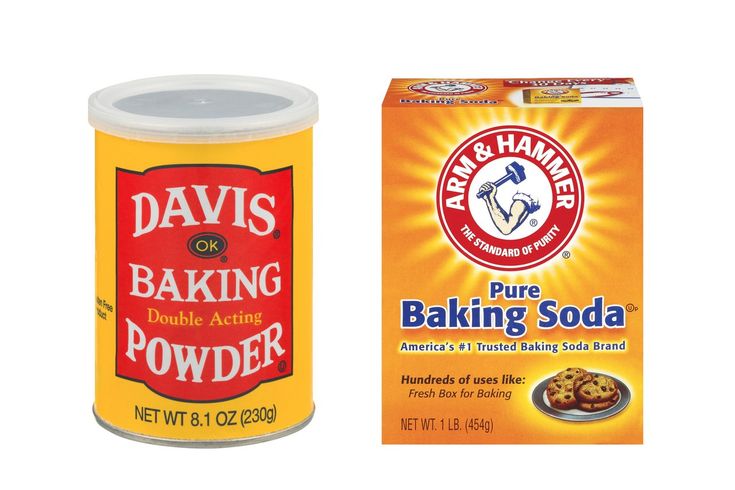 DAVIS
OK
BAKING
Double Acting
POWDER
NET WT 8.1 OZ (230g)
Baking Soda
ARM & HAMMER
THE STANDARD OF PURITY
Pure
Baking Soda
America's #1 Trusted Baking Soda Brand
Hundreds of uses like:
Fresh Box for Baking
NET WT. 1 LB. (454g)